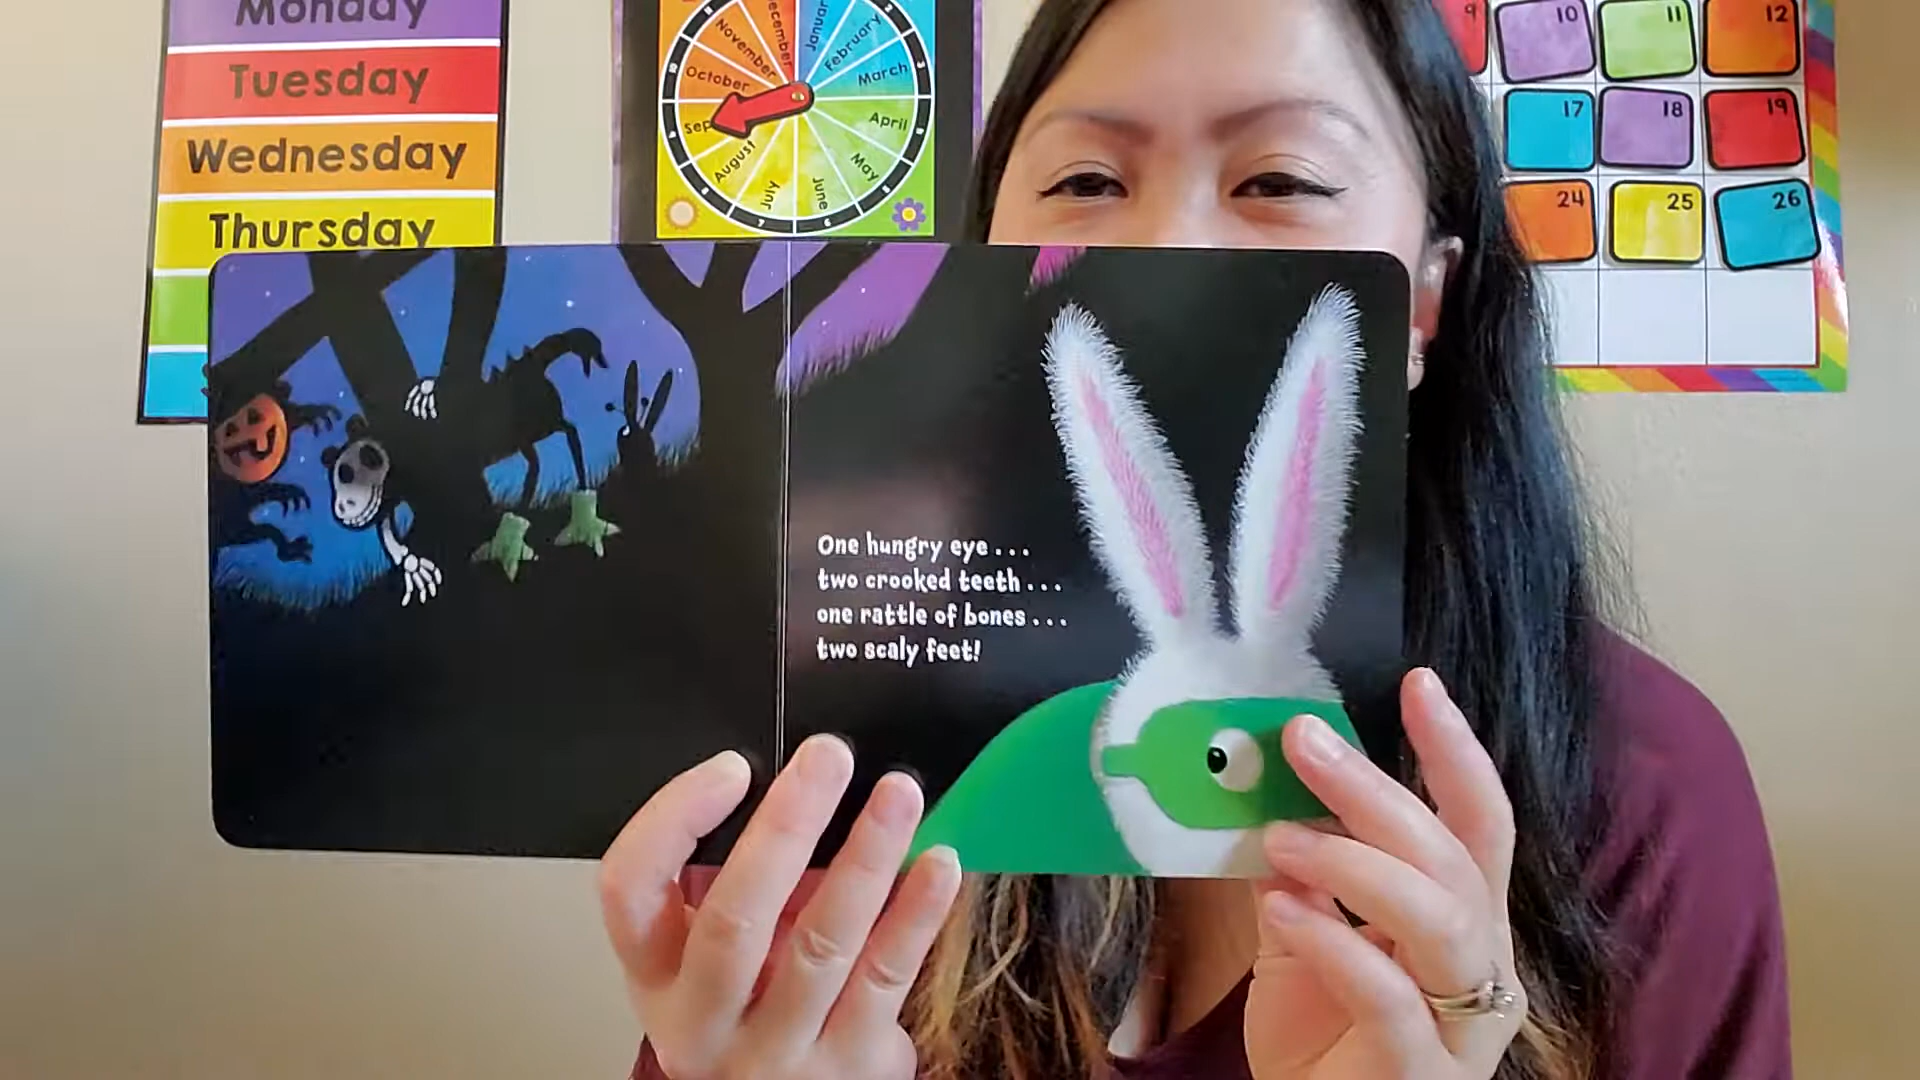 Monday
Tuesday
Wednesday
Thursday
December
January
February
March
April
May
June
July
August
Sep
October
November
9
10
11
12
17
18
19
24
25
26
One hungry eye...
two crooked teeth...
one rattle of bones...
two scaly feet!